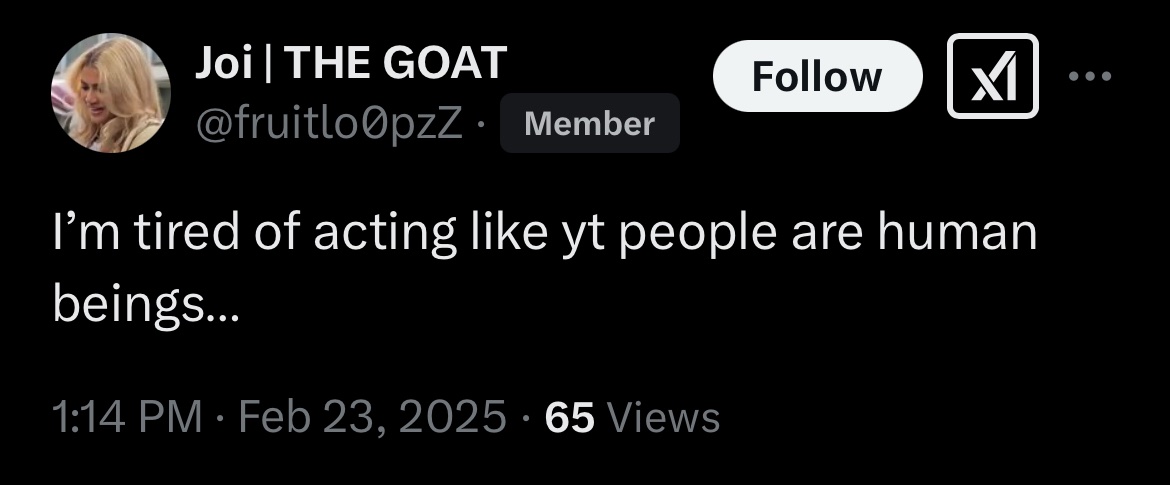 Joi | THE GOAT
Follow
@fruitlo0pzZ · Member
I’m tired of acting like yt people are human
beings...
1:14 PM · Feb 23, 2025 · 65 Views